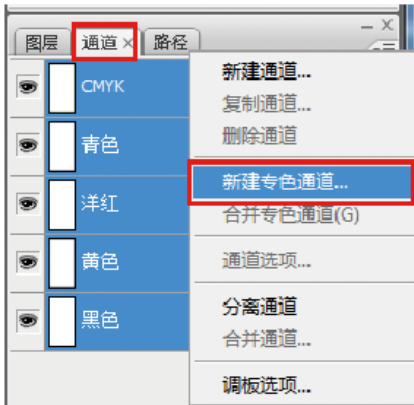 图层 通道× 路径
CMYK
青色
洋红
黄色
黑色
新建通道...
复制通道...
删除通道
新建专色通道...
合并专色通道(G)
通道选项...
分离通道
合并通道...
调板选项...